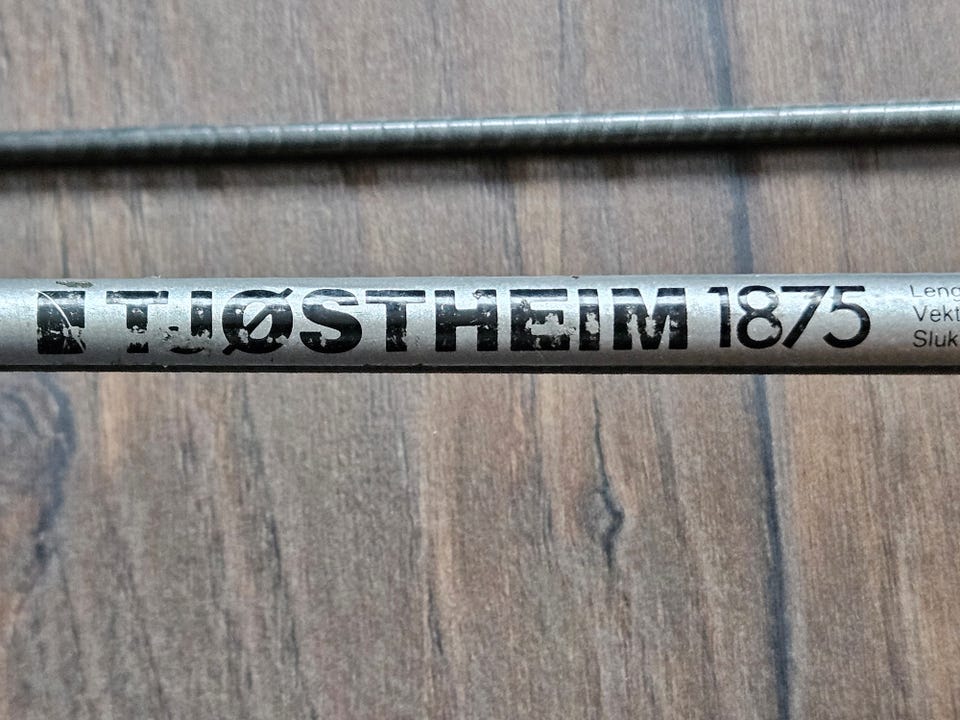 TJØSTHEIM 1875
Leng
Vekt
Sluk